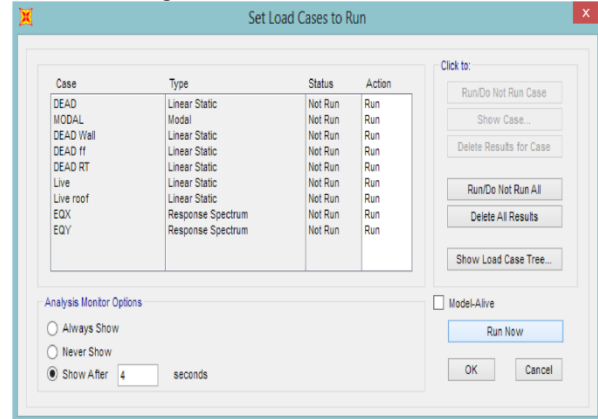 Set Load Cases to Run
x
Click to:
Case Type Status Action
DEAD Linear Static Not Run Run
MODAL Modal Not Run Run
DEAD Wall Linear Static Not Run Run
DEAD ff Linear Static Not Run Run
DEAD RT Linear Static Not Run Run
Live Linear Static Not Run Run
Live roof Linear Static Not Run Run
EQX Response Spectrum Not Run Run
EQY Response Spectrum Not Run Run
Run/Do Not Run Case
Show Case...
Delete Results for Case
Run/Do Not Run All
Delete All Results
Show Load Case Tree...
Analysis Monitor Options
Always Show
Never Show
Show After 4 seconds
Model-Alive
Run Now
OK Cancel